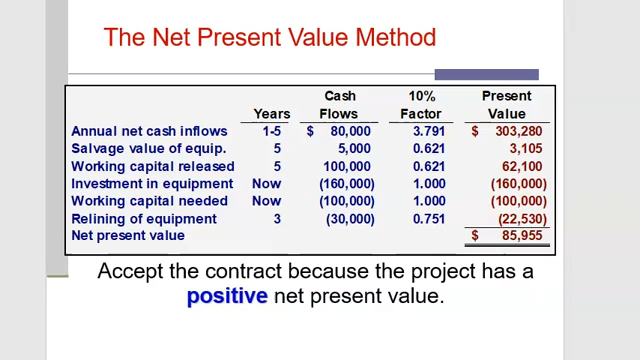 The Net Present Value Method
Cash 10% Present
Years Flows Factor Value
Annual net cash inflows 1-5 $ 80,000 3.791 $ 303,280
Salvage value of equip. 5 5,000 0.621 3,105
Working capital released 5 100,000 0.621 62,100
Investment in equipment Now (160,000) 1.000 (160,000)
Working capital needed Now (100,000) 1.000 (100,000)
Relining of equipment 3 (30,000) 0.751 (22,530)
Net present value $ 85,955
Accept the contract because the project has a
positive net present value.